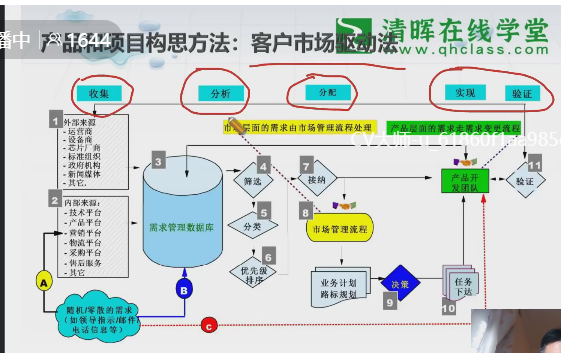 播中 1644
产品和项目构思方法：客户市场驱动法
清晖在线学堂
www.qhclass.com
收集
分析
分配
实现
验证
市场层面的需求由市场管理流程处理
产品层面的需求走需求变更流程
1
外部来源
- 运营商
- 设备商
- 芯片厂商
- 标准组织
- 政府机构
- 新闻媒体
- 其它.
2
内部来源：
- 技术平台
- 产品平台
- 营销平台
- 物流平台
- 采购平台
- 售后服务
- 其它
3
需求管理数据库
4
筛选
5
分类
6
优先级
排序
7
接纳
8
市场管理流程
业务计划
路标规划
9
决策
10
任务
下达
产品开
发团队
11
验证
A
B
C
随机/零散的需求
（如领导指示/邮件/
电话信息等）